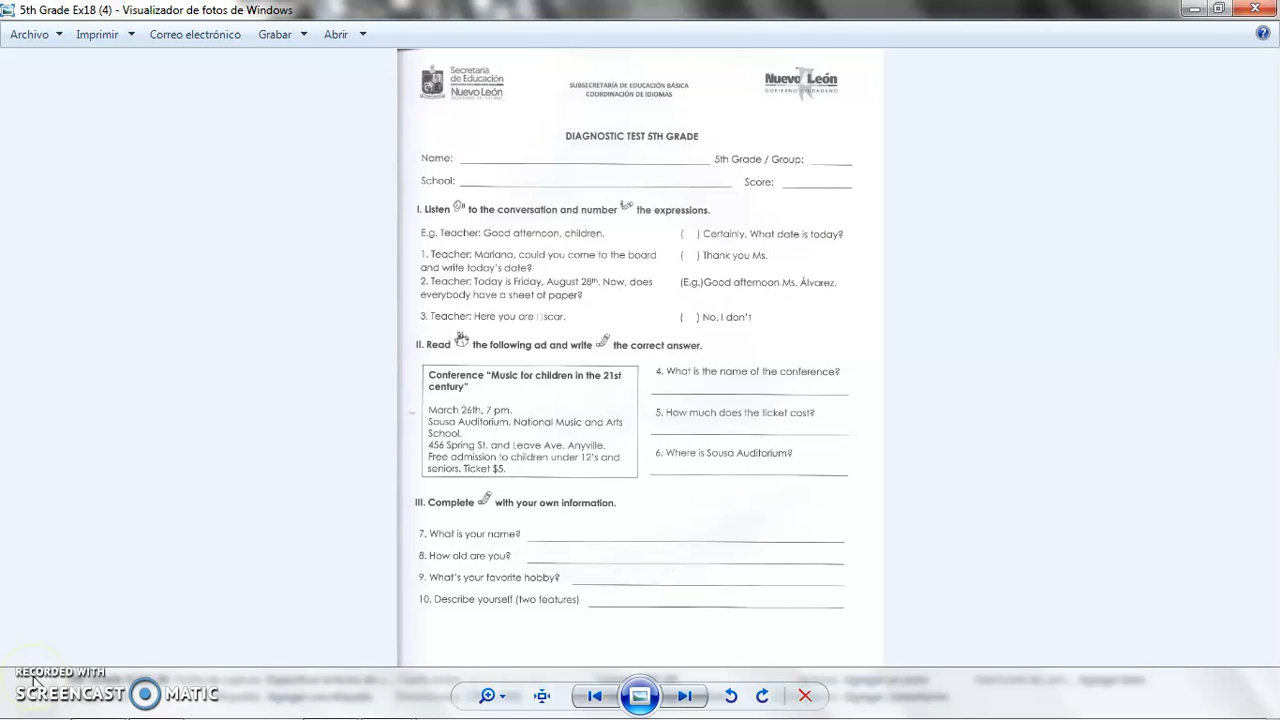 5th Grade Ex18 (4) - Visualizador de fotos de Windows
Archivo Imprimir Correo electrónico Grabar Abrir
Secretaría
de Educación
Nuevo León
GOBIERNO DEL ESTADO
SUBSECRETARÍA DE EDUCACIÓN BÁSICA
COORDINACIÓN DE IDIOMAS
Nuevo León
GOBIERNO CIUDADANO
DIAGNOSTIC TEST 5TH GRADE
Name: 5th Grade / Group:
School: Score:
I. Listen to the conversation and number the expressions.
E.g. Teacher: Good afternoon, children.
( ) Certainly. What date is today?
1. Teacher: Mariana, could you come to the board
and write today's date?
( ) Thank you Ms.
2. Teacher: Today is Friday, August 28th. Now, does
everybody have a sheet of paper?
(E.g.)Good afternoon Ms. Álvarez.
3. Teacher: Here you are □scar.
( ) No, I don't
II. Read the following ad and write the correct answer.
Conference "Music for children in the 21st
century"
March 26th, 7 pm.
Sousa Auditorium, National Music and Arts
School.
456 Spring St. and Leave Ave. Anyville.
Free admission to children under 12's and
seniors. Ticket $5.
4. What is the name of the conference?
5. How much does the ticket cost?
6. Where is Sousa Auditorium?
III. Complete with your own information.
7. What is your name?
8. How old are you?
9. What's your favorite hobby?
10. Describe yourself (two features)
RECORDED WITH
SCREENCAST MATIC